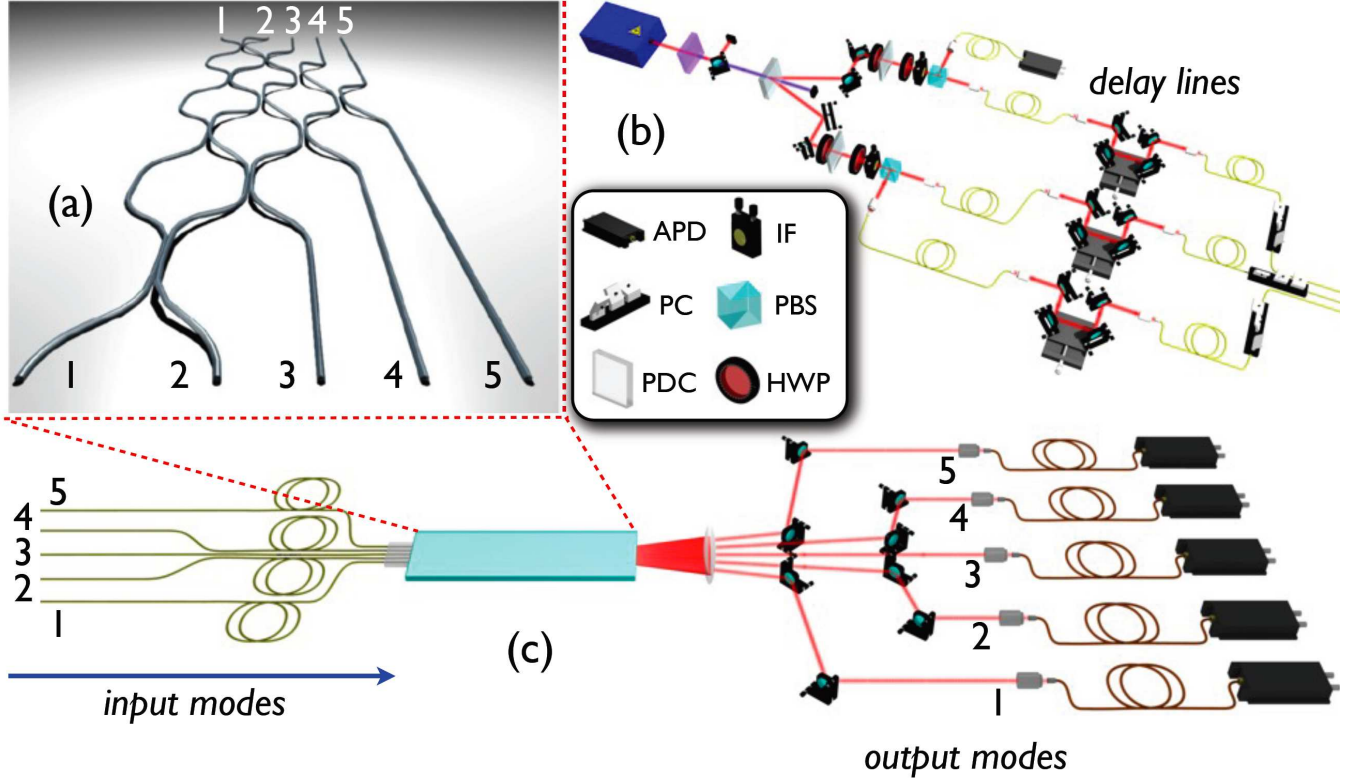 1 2 3 4 5
(a)
1 2 3 4 5
(b)
delay lines
APD IF
PC PBS
PDC HWP
5
4
3
2
1
input modes
(c)
5
4
3
2
1
output modes